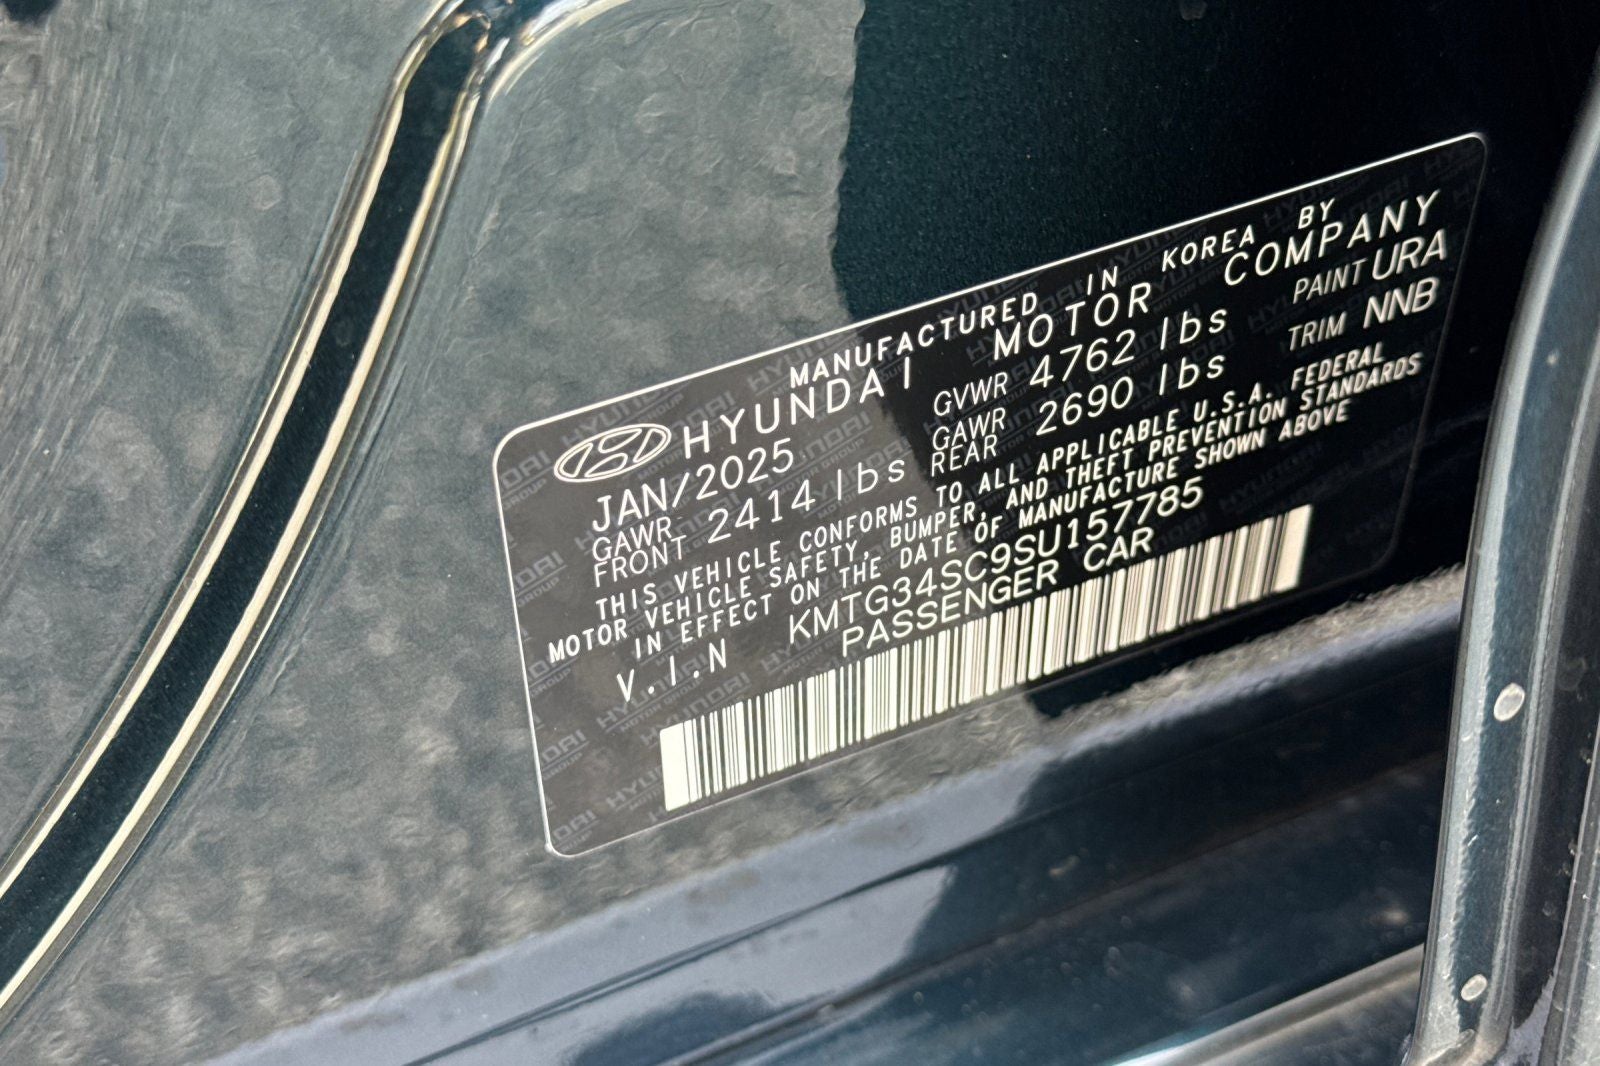 MANUFACTURED IN KOREA BY
HYUNDAI MOTOR COMPANY
JAN/2025 GVWR 4762 lbs PAINT URA
GAWR FRONT 2414 lbs GAWR REAR 2690 lbs TRIM NNB
THIS VEHICLE CONFORMS TO ALL APPLICABLE U.S.A. FEDERAL
MOTOR VEHICLE SAFETY, BUMPER, AND THEFT PREVENTION STANDARDS
IN EFFECT ON THE DATE OF MANUFACTURE SHOWN ABOVE
V.I.N KMTG34SC9SU157785
PASSENGER CAR